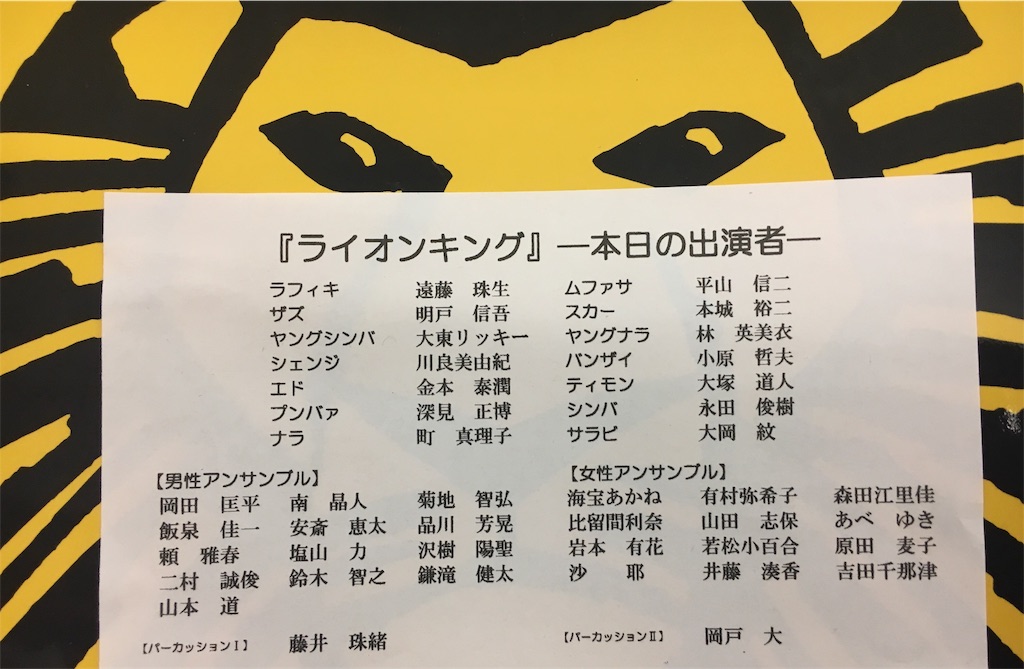 『ライオンキング』―本日の出演者―
ラフィキ 遠藤 珠生 ムファサ 平山 信二
ザズ 明戸 信吾 スカー 本城 裕二
ヤングシンバ 大東リッキー ヤングナラ 林 英美衣
シェンジ 川良美由紀 バンザイ 小原 哲夫
エド 金本 泰潤 ティモン 大塚 道人
プンバァ 深見 正博 シンバ 永田 俊樹
ナラ 町 真理子 サラビ 大岡 紋
【男性アンサンブル】 【女性アンサンブル】
岡田 匡平 南 晶人 菊地 智弘 海宝あかね 有村弥希子 森田江里佳
飯泉 佳一 安斎 恵太 品川 芳晃 比留間利奈 山田 志保 あべ ゆき
頼 雅春 塩山 力 沢樹 陽聖 岩本 有花 若松小百合 原田 麦子
二村 誠俊 鈴木 智之 鎌滝 健太 沙 耶 井藤 湊香 吉田千那津
山本 道
【パーカッションⅠ】 藤井 珠緒 【パーカッションⅡ】 岡戸 大